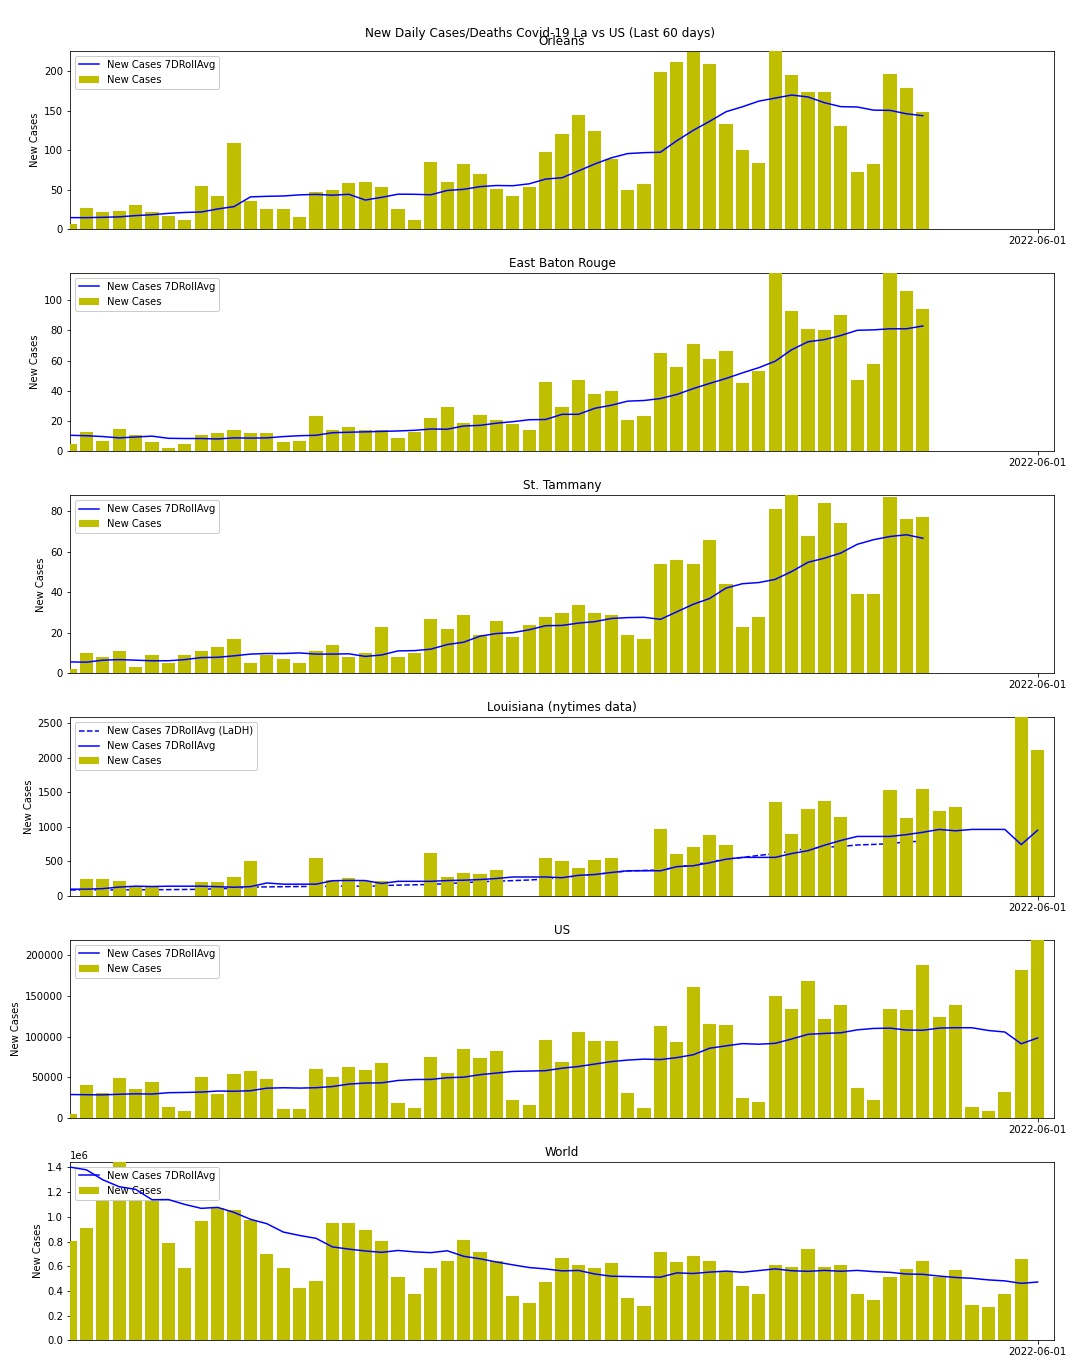 New Daily Cases/Deaths Covid-19 La vs US (Last 60 days)
Orleans
New Cases 7DRollAvg
New Cases
200
150
100
50
0
New Cases
2022-06-01
East Baton Rouge
New Cases 7DRollAvg
New Cases
100
80
60
40
20
0
New Cases
2022-06-01
St. Tammany
New Cases 7DRollAvg
New Cases
80
60
40
20
0
New Cases
2022-06-01
Louisiana (nytimes data)
New Cases 7DRollAvg (LaDH)
New Cases 7DRollAvg
New Cases
2500
2000
1500
1000
500
0
New Cases
2022-06-01
US
New Cases 7DRollAvg
New Cases
200000
150000
100000
50000
0
New Cases
2022-06-01
World
1e6
New Cases 7DRollAvg
New Cases
1.4
1.2
1.0
0.8
0.6
0.4
0.2
0.0
New Cases
2022-06-01